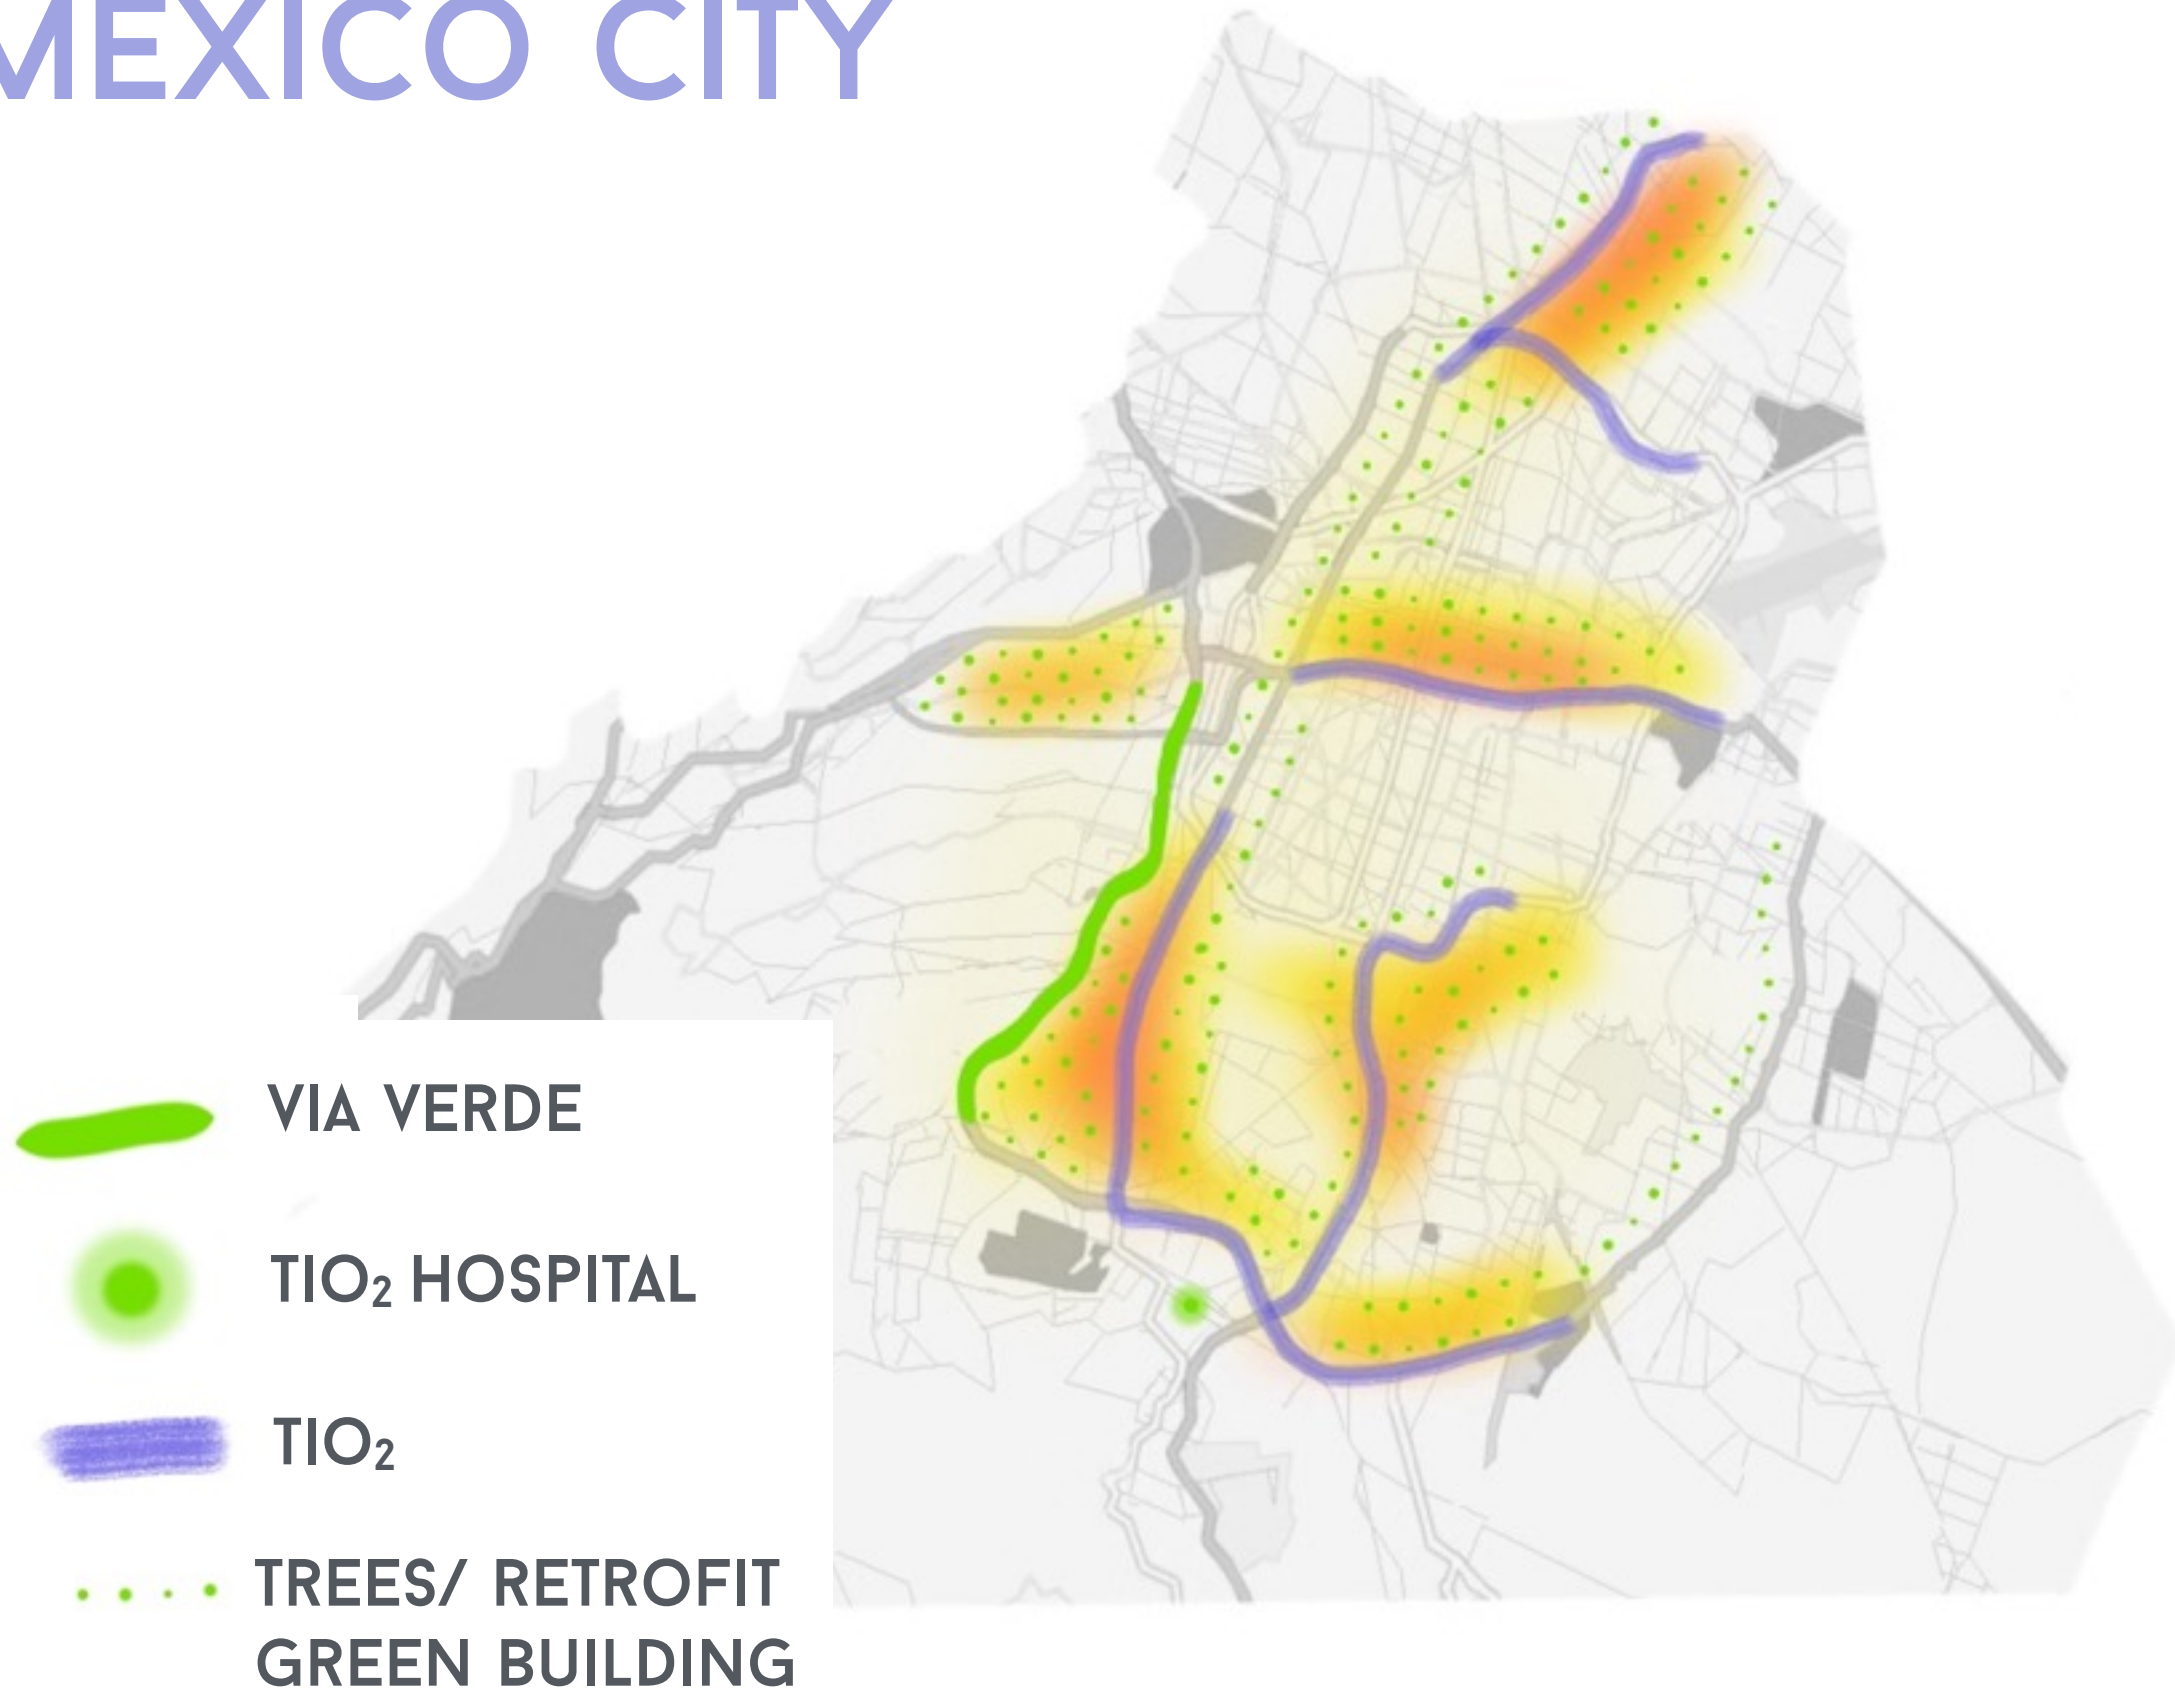 MEXICO CITY
VIA VERDE
TIO₂ HOSPITAL
TIO₂
TREES/ RETROFIT
GREEN BUILDING